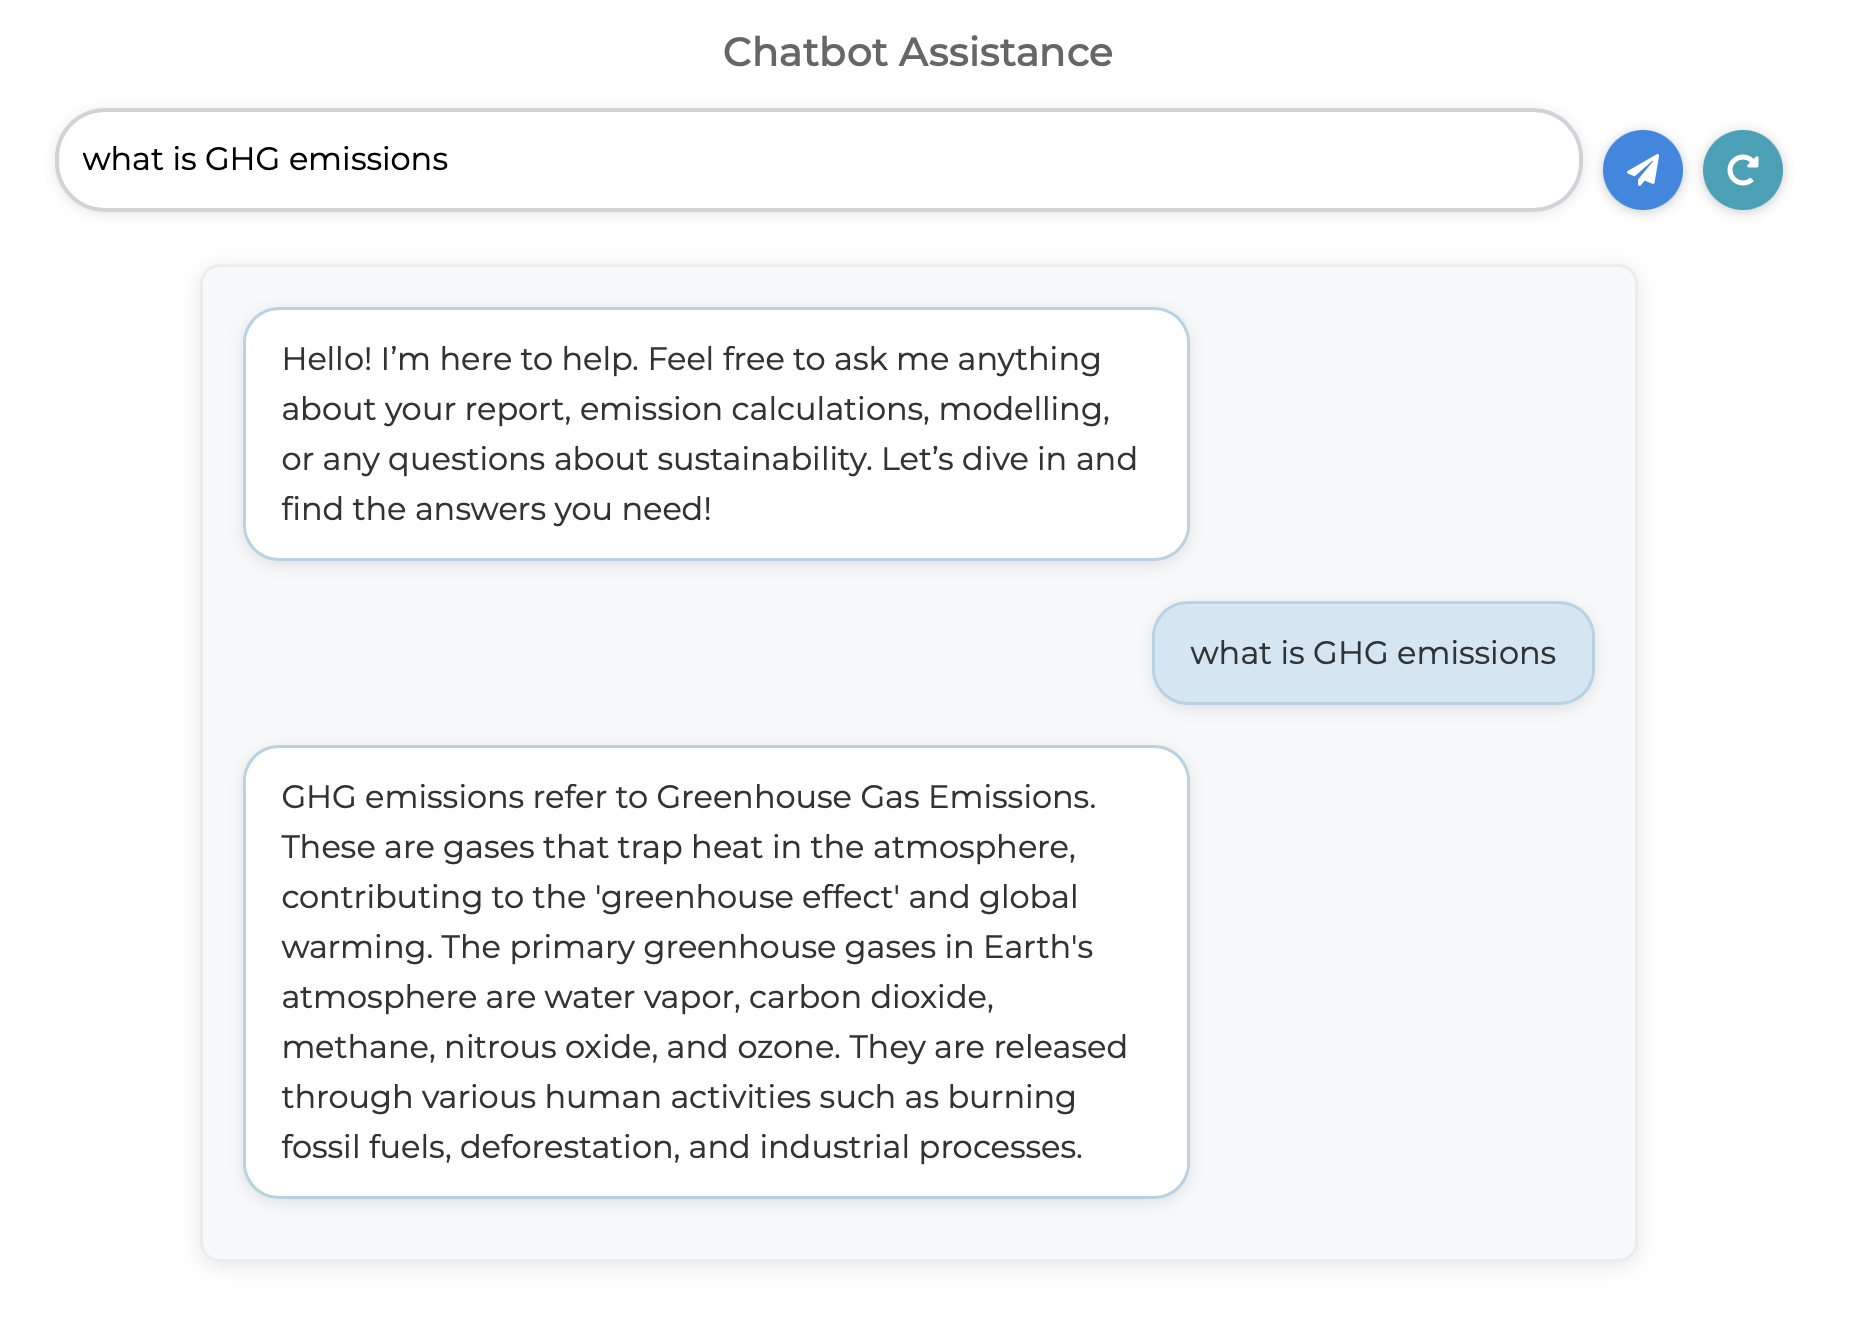 Chatbot Assistance
what is GHG emissions
Hello! I’m here to help. Feel free to ask me anything
about your report, emission calculations, modelling,
or any questions about sustainability. Let’s dive in and
find the answers you need!
what is GHG emissions
GHG emissions refer to Greenhouse Gas Emissions.
These are gases that trap heat in the atmosphere,
contributing to the 'greenhouse effect' and global
warming. The primary greenhouse gases in Earth's
atmosphere are water vapor, carbon dioxide,
methane, nitrous oxide, and ozone. They are released
through various human activities such as burning
fossil fuels, deforestation, and industrial processes.